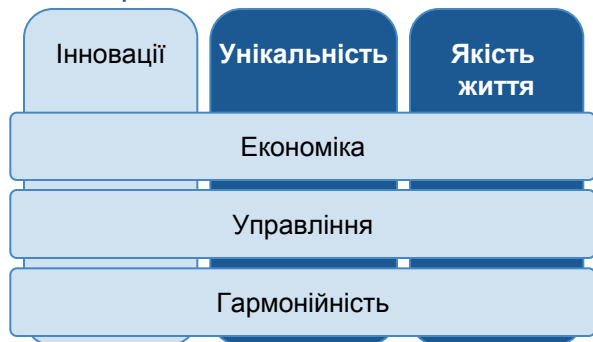 Інновації
Унікальність
Якість
життя
Економіка
Управління
Гармонійність